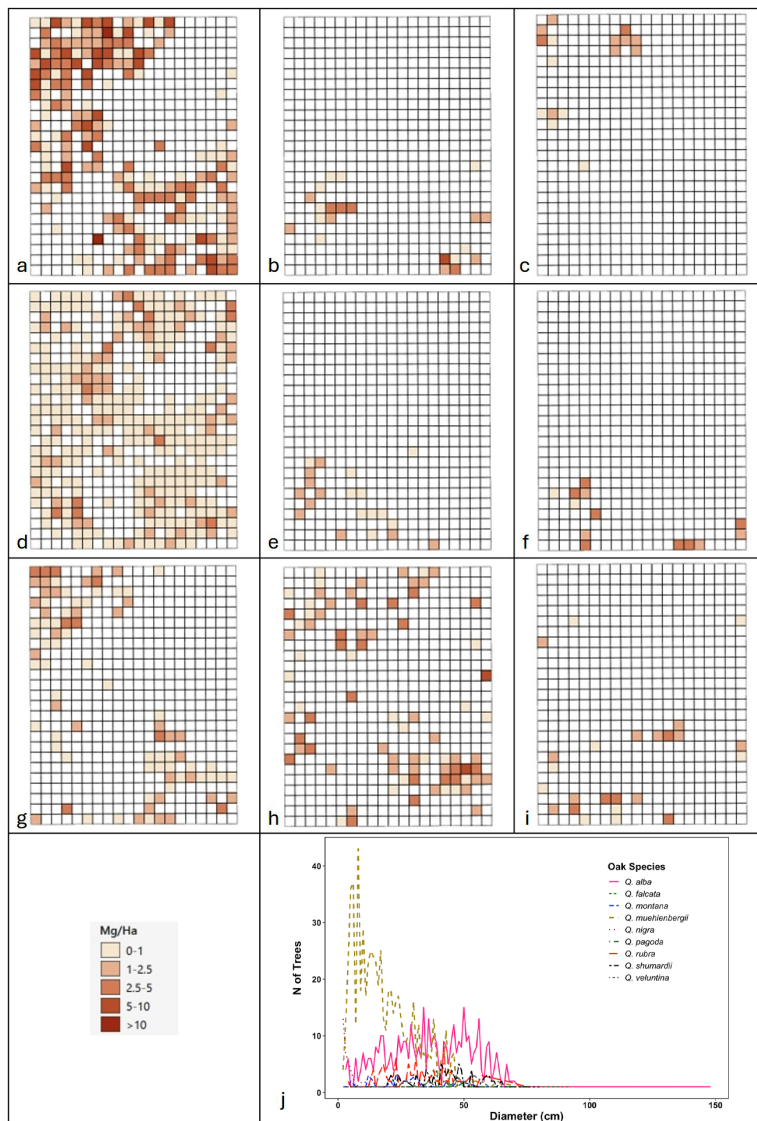 a
b
c
d
e
f
g
h
i
Mg/Ha
0-1
1-2.5
2.5-5
5-10
>10
40
30
20
10
0
N of Trees
Oak Species
Q. alba
Q. falcata
Q. montana
Q. muehlenbergii
Q. nigra
Q. pagoda
Q. rubra
Q. shumardii
Q. veluntina
j
0
50
100
150
Diameter (cm)